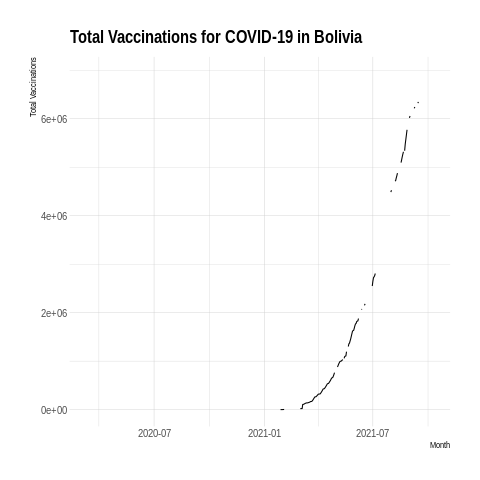 Total Vaccinations for COVID-19 in Bolivia
Total Vaccinations
6e+06
4e+06
2e+06
0e+00
2020-07
2021-01
2021-07
Month